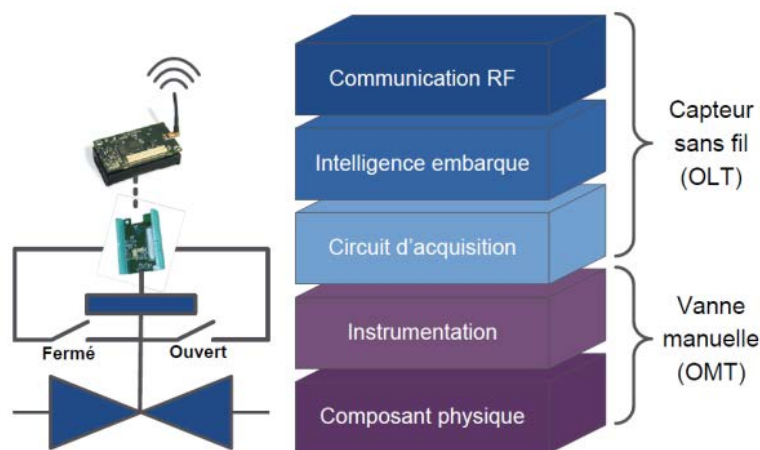 Communication RF
Intelligence embarque
Circuit d'acquisition
Instrumentation
Composant physique
Capteur
sans fil
(OLT)
Vanne
manuelle
(OMT)
Fermé
Ouvert